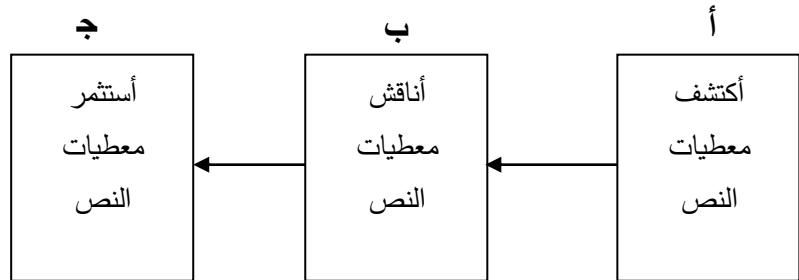 أ
أكتشف
معطيات
النص
ب
أناقش
معطيات
النص
ج
أستثمر
معطيات
النص